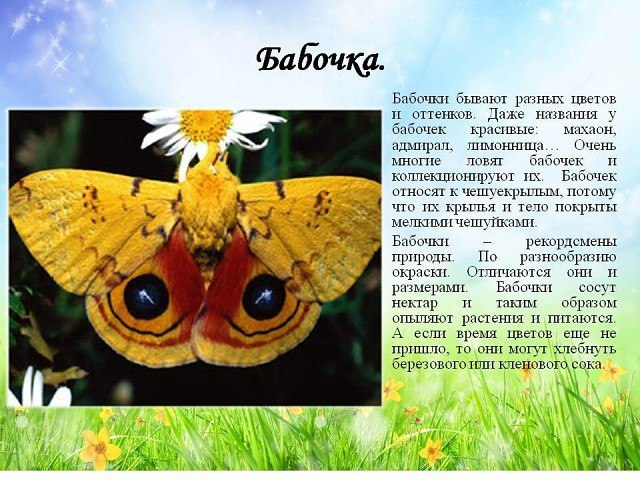 Бабочка.
Бабочки бывают разных цветов
и оттенков. Даже названия у
бабочек красивые: махаон,
адмирал, лимонница… Очень
многие ловят бабочек и
коллекционируют их. Бабочек
относят к чешуекрылым, потому
что их крылья и тело покрыты
мелкими чешуйками.
Бабочки – рекордсмены
природы. По разнообразию
окраски. Отличаются они и
размерами. Бабочки сосут
нектар и таким образом
опыляют растения и питаются.
А если время цветов еще не
пришло, то они могут хлебнуть
березового или кленового сока.